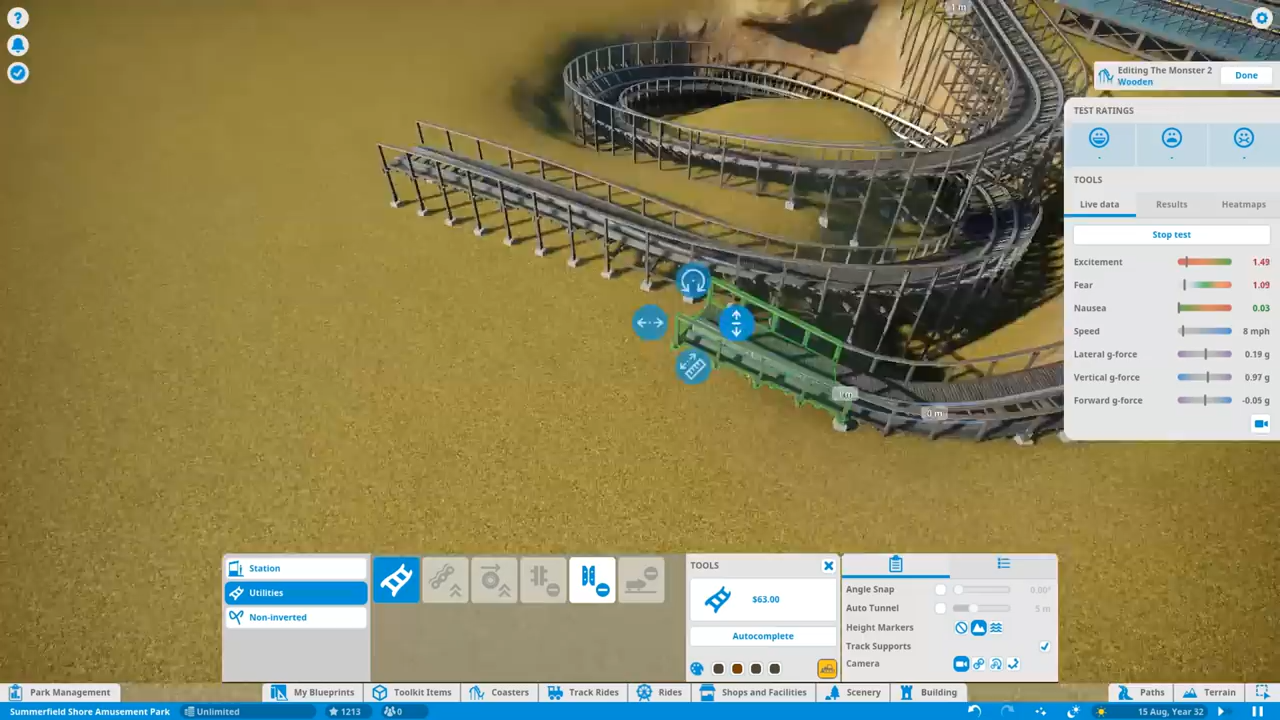 1 m
Editing The Monster 2
Wooden
Done
TEST RATINGS
- - -
TOOLS
Live data Results Heatmaps
Stop test
Excitement 1.49
Fear 1.09
Nausea 0.03
Speed 8 mph
Lateral g-force 0.19 g
Vertical g-force 0.97 g
Forward g-force -0.05 g
0 m
Station
Utilities
Non-inverted
TOOLS
$63.00
Autocomplete
Angle Snap 0.00°
Auto Tunnel 5 m
Height Markers
Track Supports
Camera
Park Management My Blueprints Toolkit Items Coasters Track Rides Rides Shops and Facilities Scenery Building Paths Terrain
Summerfield Shore Amusement Park Unlimited 1213 0 15 Aug, Year 32